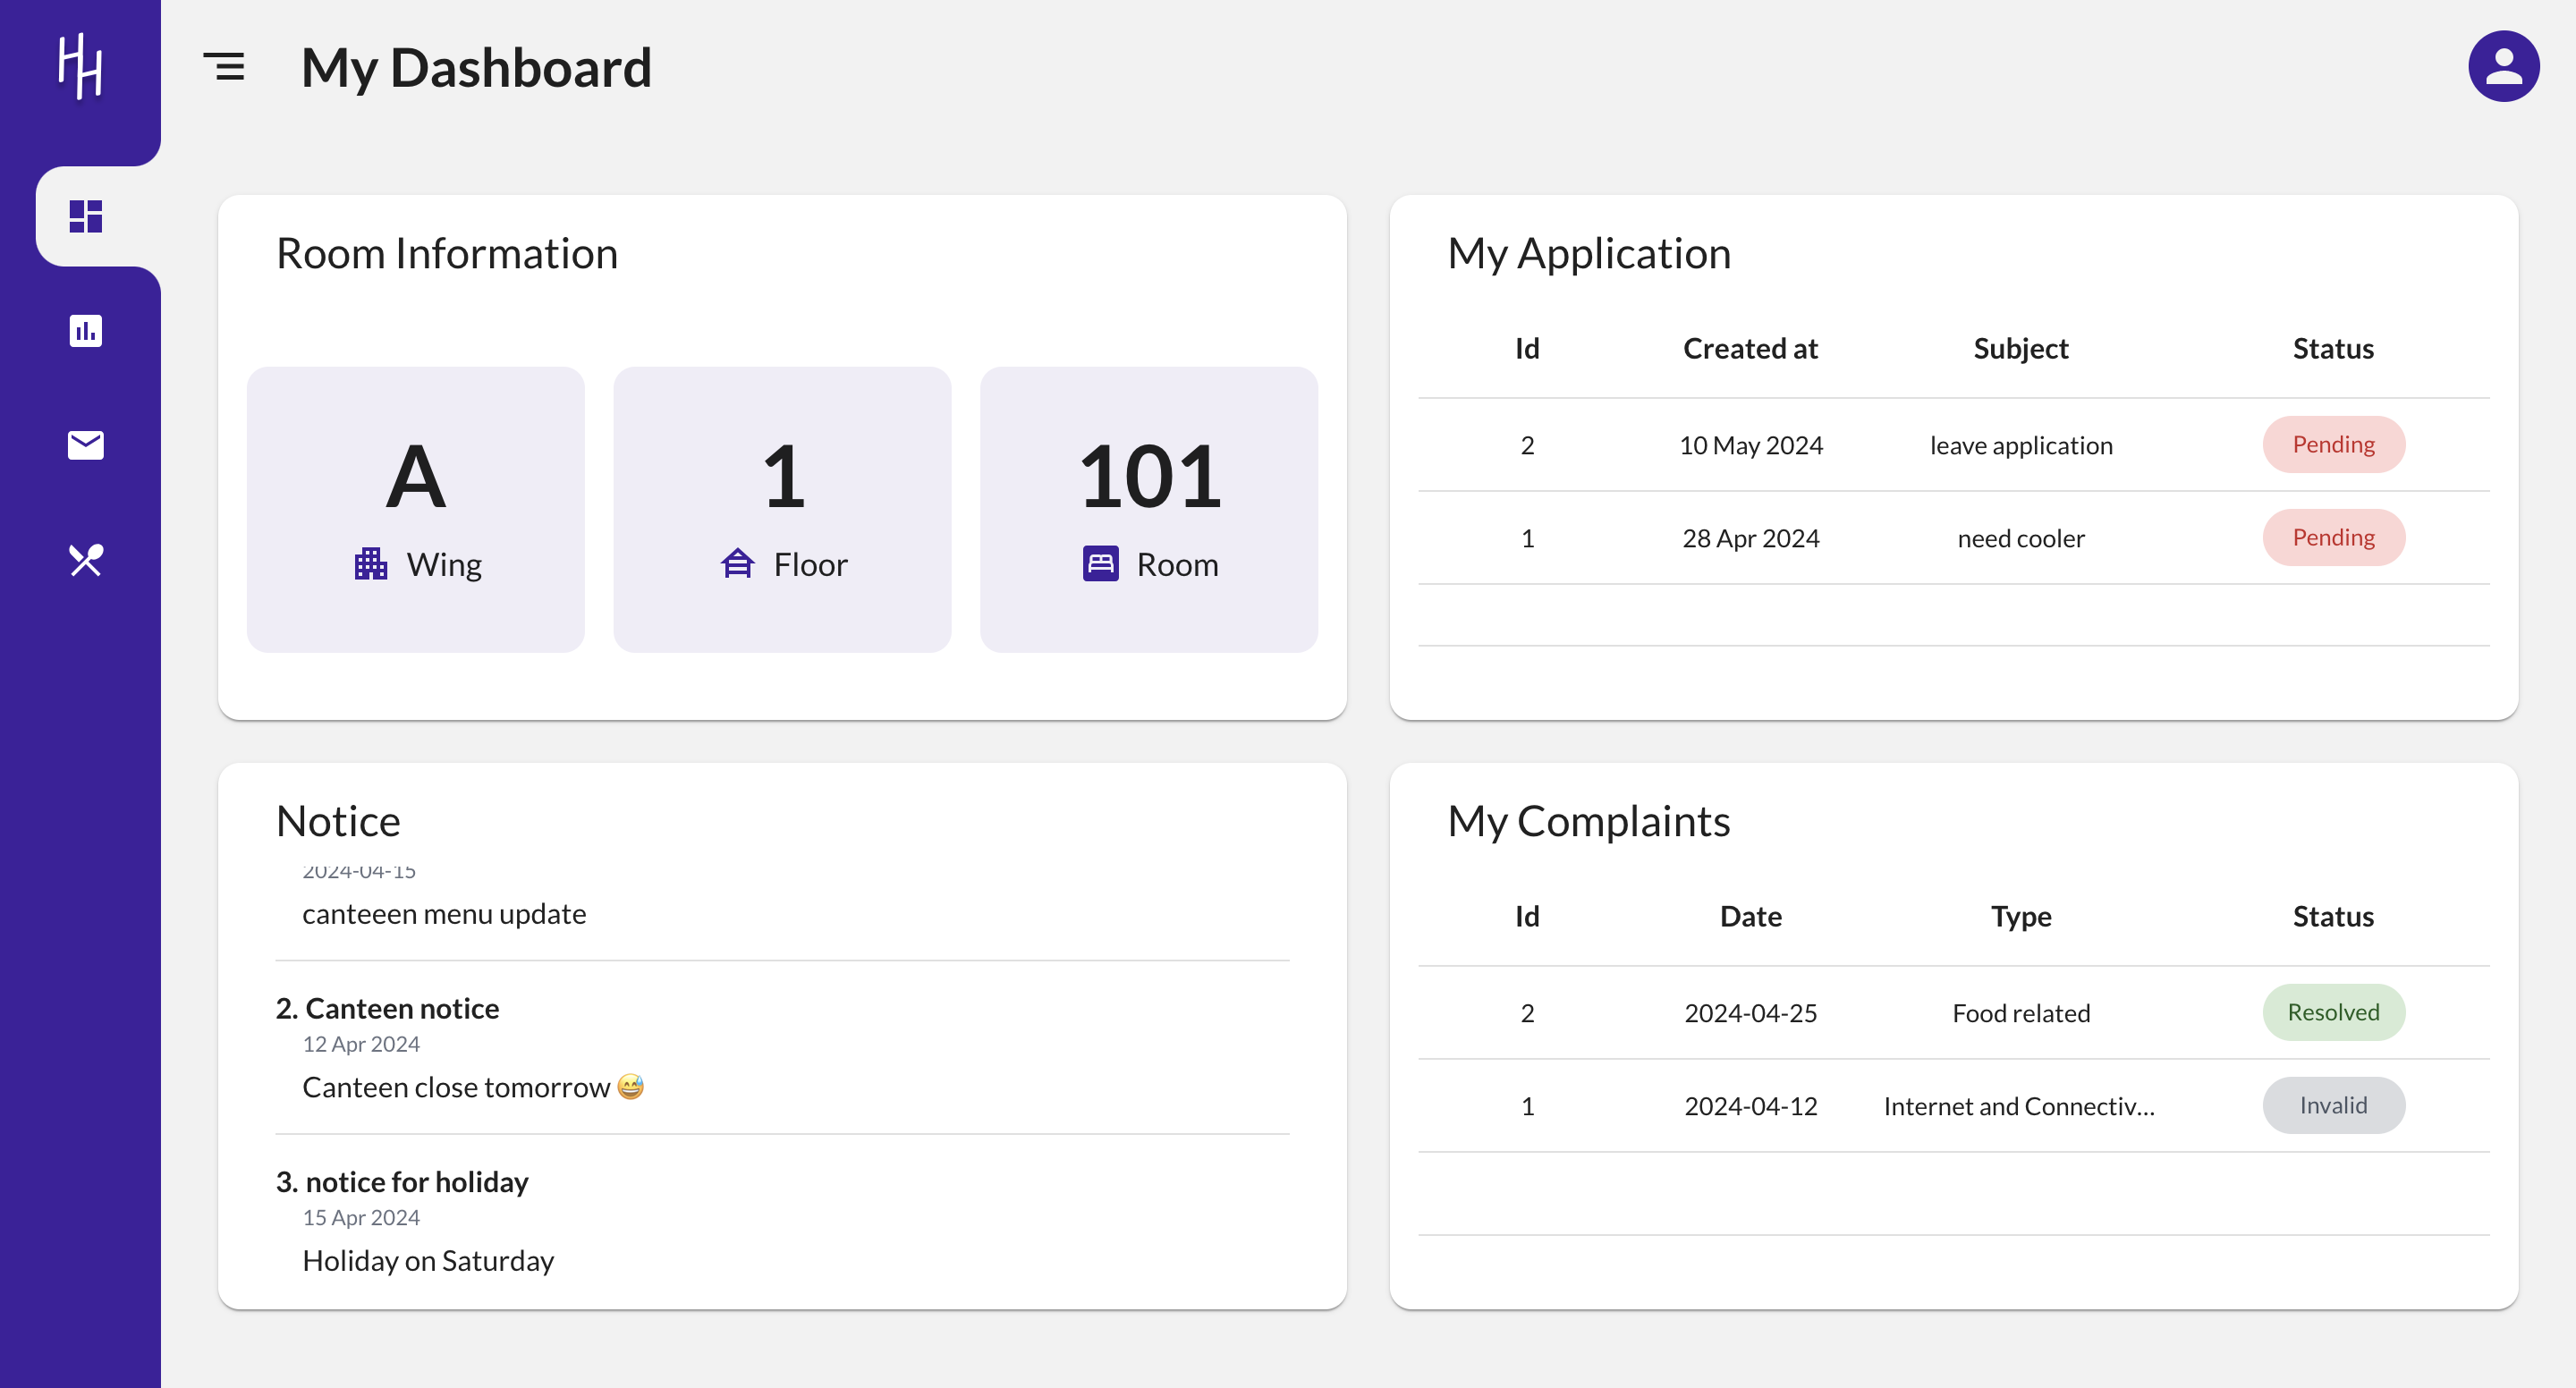 HH
My Dashboard
Room Information
A
Wing
1
Floor
101
Room
My Application
Id Created at Subject Status
2 10 May 2024 leave application Pending
1 28 Apr 2024 need cooler Pending
Notice
2024-04-15
canteeen menu update
2. Canteen notice
12 Apr 2024
Canteen close tomorrow 😅
3. notice for holiday
15 Apr 2024
Holiday on Saturday
My Complaints
Id Date Type Status
2 2024-04-25 Food related Resolved
1 2024-04-12 Internet and Connectiv... Invalid